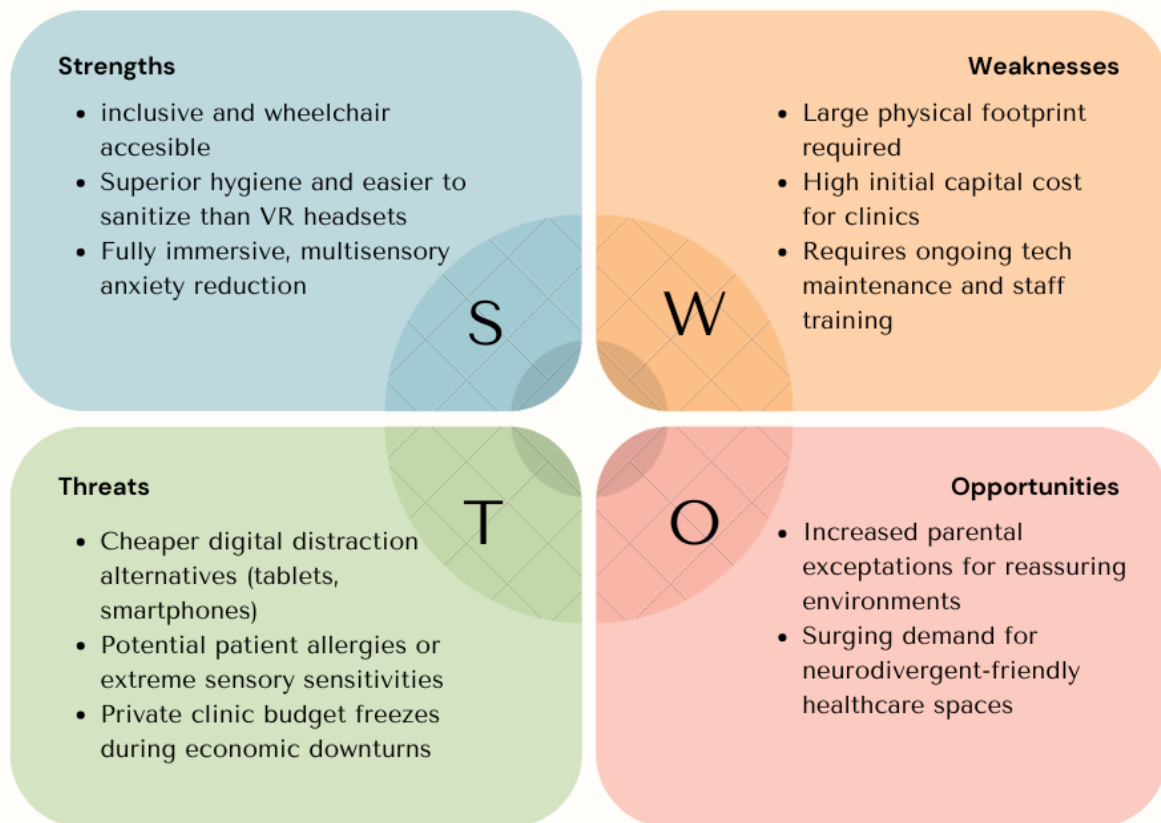 Strengths
inclusive and wheelchair
accesible
Superior hygiene and easier to
sanitize than VR headsets
Fully immersive, multisensory
anxiety reduction
S
Weaknesses
Large physical footprint
required
High initial capital cost
for clinics
Requires ongoing tech
maintenance and staff
training
W
Threats
Cheaper digital distraction
alternatives (tablets,
smartphones)
Potential patient allergies or
extreme sensory sensitivities
Private clinic budget freezes
during economic downturns
T
Opportunities
Increased parental
exceptations for reassuring
environments
Surging demand for
neurodivergent-friendly
healthcare spaces
O